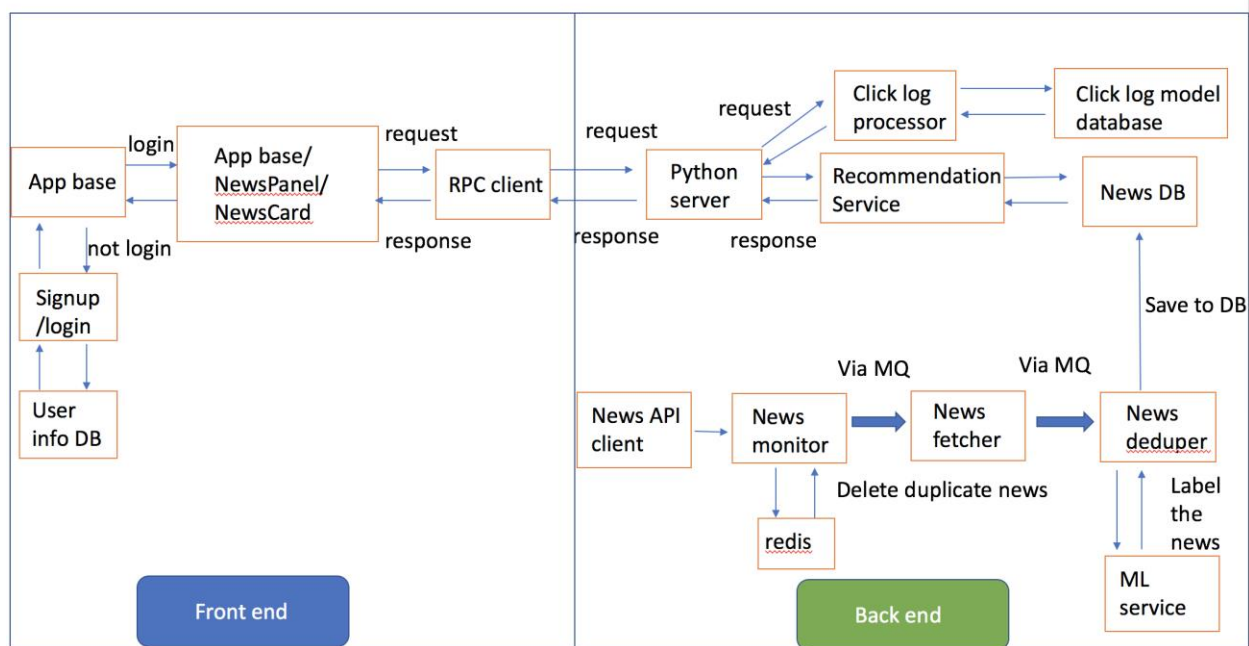 App base
login
not login
Signup
/login
User
info DB
App base/
NewsPanel/
NewsCard
request
response
RPC client
request
response
Python
server
request
response
Click log
processor
Click log model
database
Recommendation
Service
News DB
Save to DB
News API
client
News
monitor
Via MQ
News
fetcher
Via MQ
News
deduper
Delete duplicate news
redis
Label
the
news
ML
service
Front end
Back end